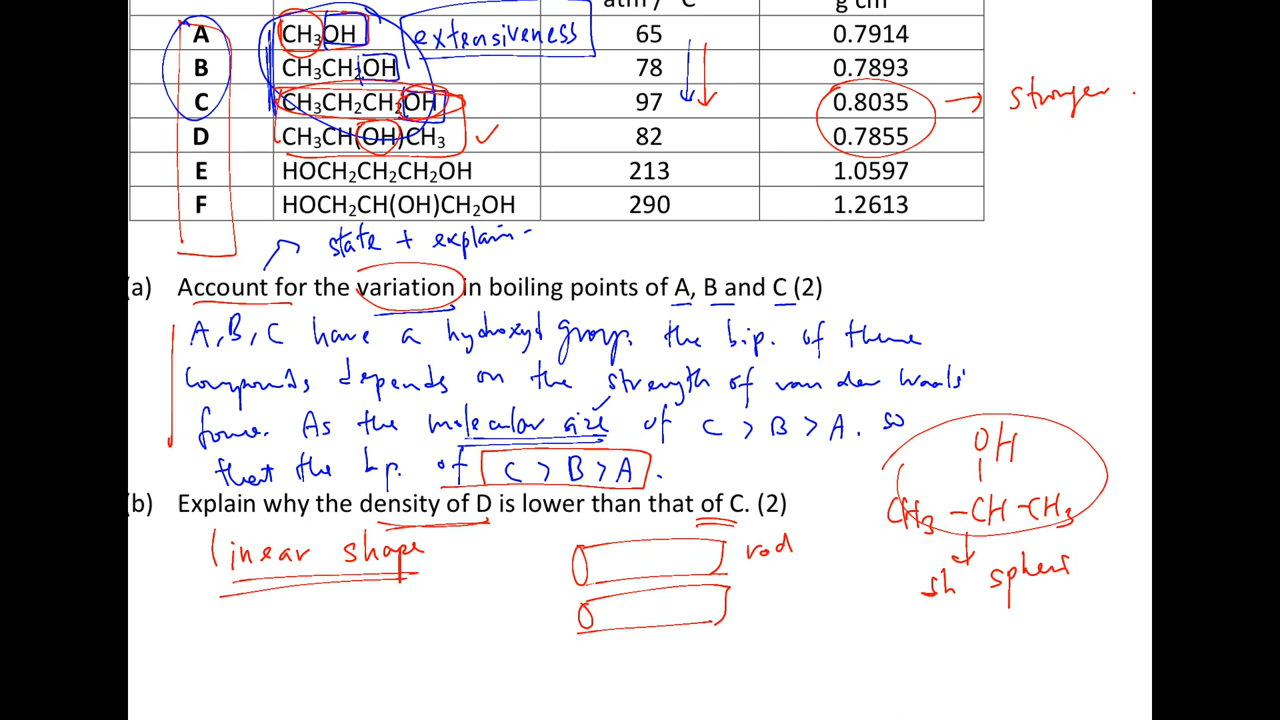 atm / °C g cm
A CH₃OH extensiveness 65 0.7914
B CH₃CH₂OH 78 0.7893
C CH₃CH₂CH₂OH 97 0.8035 → stronger.
D CH₃CH(OH)CH₃ ✓ 82 0.7855
E HOCH₂CH₂CH₂OH 213 1.0597
F HOCH₂CH(OH)CH₂OH 290 1.2613
state + explain
(a) Account for the variation in boiling points of A, B and C (2)
A, B, C have a hydroxyl group. the b.p. of these
compounds depends on the strength of van der Waals'
force. As the molecular size of C > B > A. so
that the b.p. of C > B > A.
OH
CH₃ – CH – CH₃
(b) Explain why the density of D is lower than that of C. (2)
linear shape rod
sh spheri